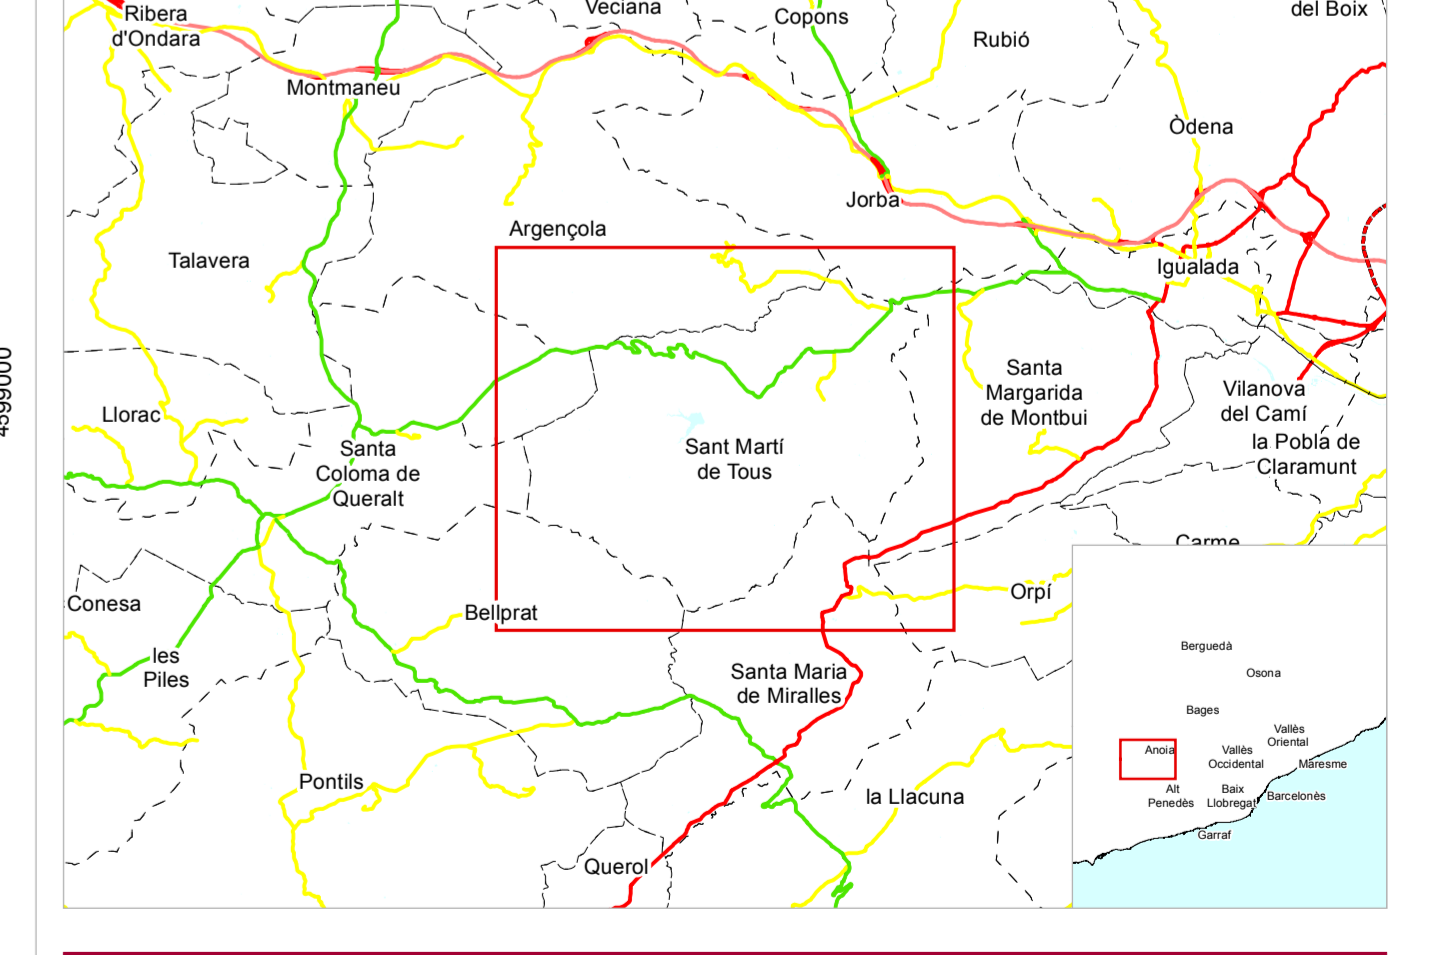 Ribera
d'Ondara
Veciana
Copons
del Boix
Rubió
Montmaneu
Òdena
Jorba
Argençola
Talavera
Igualada
4599000
Santa
Margarida
de Montbui
Vilanova
del Camí
Llorac
la Pobla de
Claramunt
Santa
Coloma de
Queralt
Sant Martí
de Tous
Carme
Conesa
Bellprat
Orpí
les
Piles
Santa Maria
de Miralles
Berguedà
Osona
Bages
Vallès
Oriental
Anoia
Vallès
Occidental
Maresme
Alt
Penedès
Baix
Llobregat
Barcelonès
Garraf
Pontils
la Llacuna
Querol